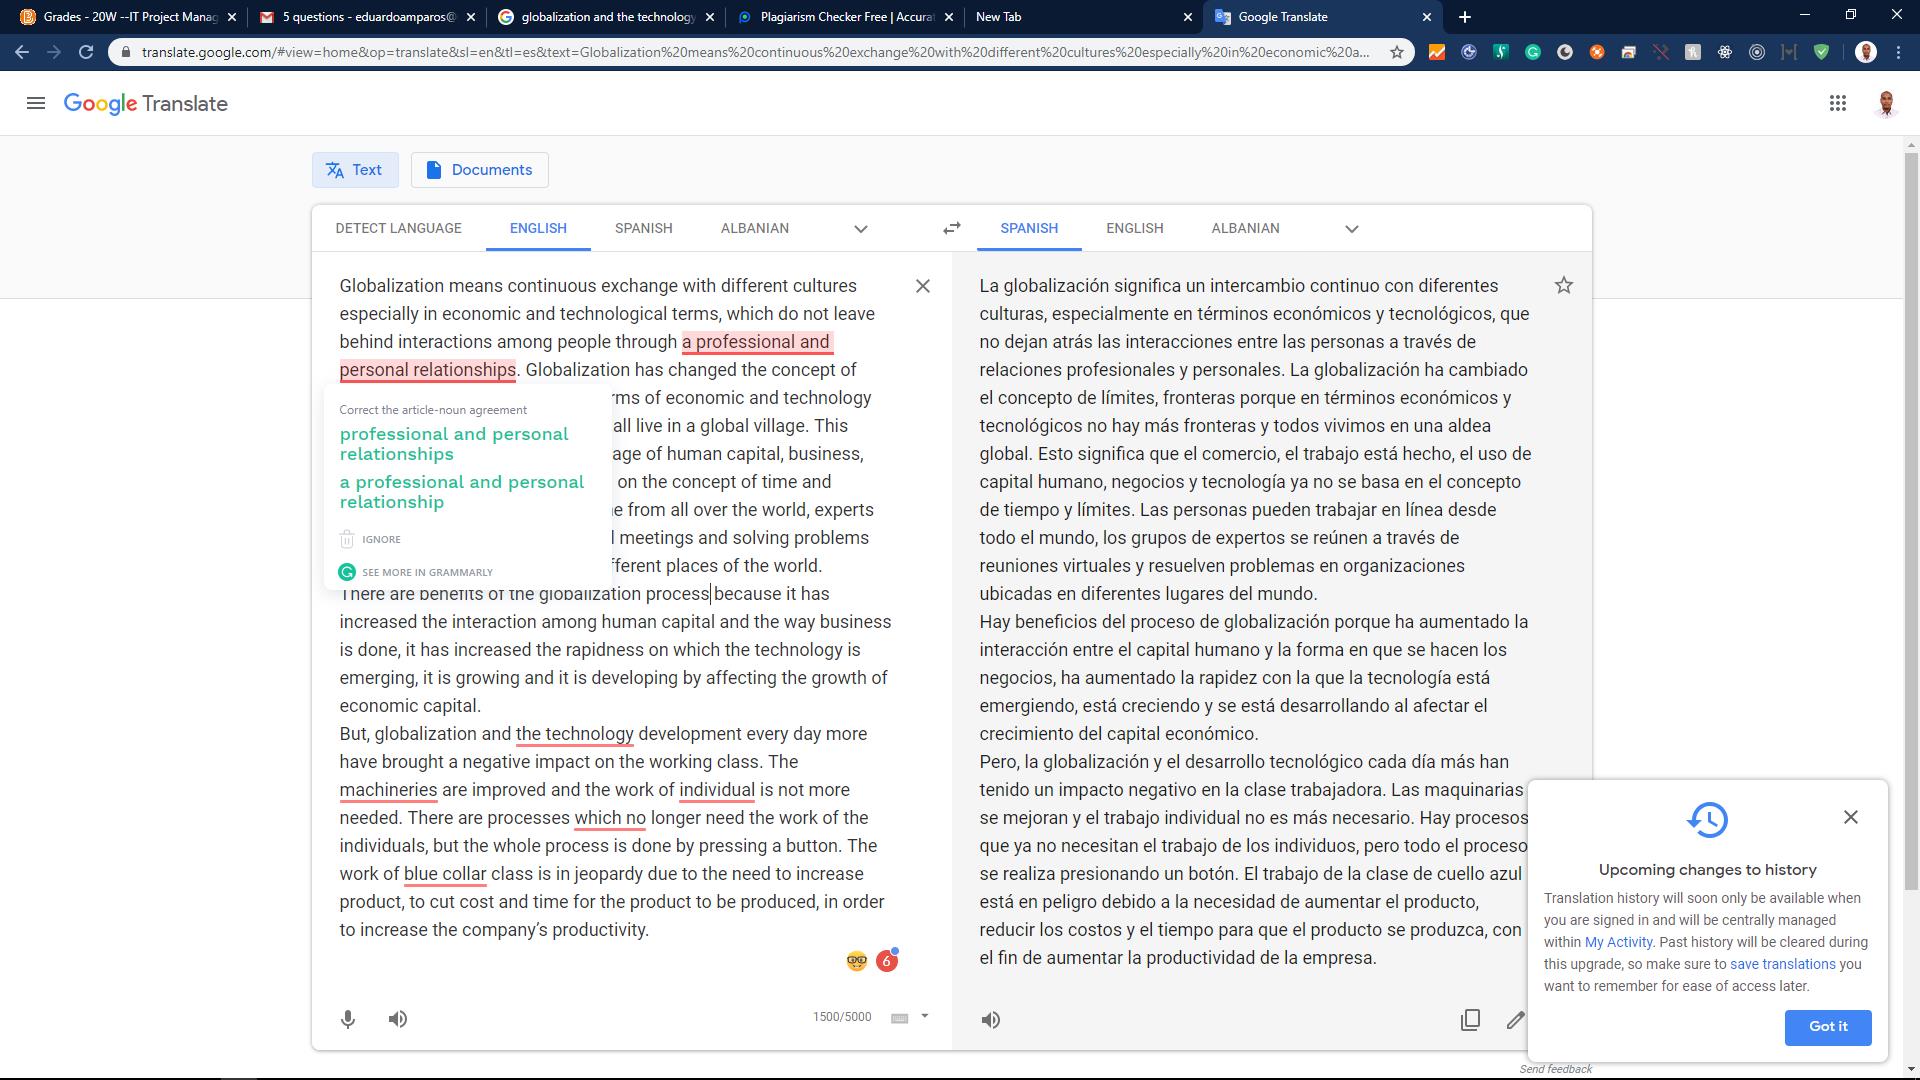 Grades - 20W --IT Project Manag
5 questions - eduardoamparos@
globalization and the technology
Plagiarism Checker Free | Accurat
New Tab
Google Translate
translate.google.com/#view=home&op=translate&sl=en&tl=es&text=Globalization%20means%20continuous%20exchange%20with%20different%20cultures%20especially%20in%20economic%20a...
Google Translate
Text
Documents
DETECT LANGUAGE
ENGLISH
SPANISH
ALBANIAN
SPANISH
ENGLISH
ALBANIAN
Globalization means continuous exchange with different cultures
especially in economic and technological terms, which do not leave
behind interactions among people through a professional and
personal relationships. Globalization has changed the concept of
rms of economic and technology
all live in a global village. This
age of human capital, business,
on the concept of time and
e from all over the world, experts
meetings and solving problems
fferent places of the world.
There are benefits of the globalization process because it has
increased the interaction among human capital and the way business
is done, it has increased the rapidness on which the technology is
emerging, it is growing and it is developing by affecting the growth of
economic capital.
But, globalization and the technology development every day more
have brought a negative impact on the working class. The
machineries are improved and the work of individual is not more
needed. There are processes which no longer need the work of the
individuals, but the whole process is done by pressing a button. The
work of blue collar class is in jeopardy due to the need to increase
product, to cut cost and time for the product to be produced, in order
to increase the company’s productivity.
Correct the article-noun agreement
professional and personal
relationships
a professional and personal
relationship
IGNORE
SEE MORE IN GRAMMARLY
6
1500/5000
La globalización significa un intercambio continuo con diferentes
culturas, especialmente en términos económicos y tecnológicos, que
no dejan atrás las interacciones entre las personas a través de
relaciones profesionales y personales. La globalización ha cambiado
el concepto de límites, fronteras porque en términos económicos y
tecnológicos no hay más fronteras y todos vivimos en una aldea
global. Esto significa que el comercio, el trabajo está hecho, el uso de
capital humano, negocios y tecnología ya no se basa en el concepto
de tiempo y límites. Las personas pueden trabajar en línea desde
todo el mundo, los grupos de expertos se reúnen a través de
reuniones virtuales y resuelven problemas en organizaciones
ubicadas en diferentes lugares del mundo.
Hay beneficios del proceso de globalización porque ha aumentado la
interacción entre el capital humano y la forma en que se hacen los
negocios, ha aumentado la rapidez con la que la tecnología está
emergiendo, está creciendo y se está desarrollando al afectar el
crecimiento del capital económico.
Pero, la globalización y el desarrollo tecnológico cada día más han
tenido un impacto negativo en la clase trabajadora. Las maquinarias
se mejoran y el trabajo individual no es más necesario. Hay procesos
que ya no necesitan el trabajo de los individuos, pero todo el proceso
se realiza presionando un botón. El trabajo de la clase de cuello azul
está en peligro debido a la necesidad de aumentar el producto,
reducir los costos y el tiempo para que el producto se produzca, con
el fin de aumentar la productividad de la empresa.
Upcoming changes to history
Translation history will soon only be available when
you are signed in and will be centrally managed
within My Activity. Past history will be cleared during
this upgrade, so make sure to save translations you
want to remember for ease of access later.
Got it
Send feedback